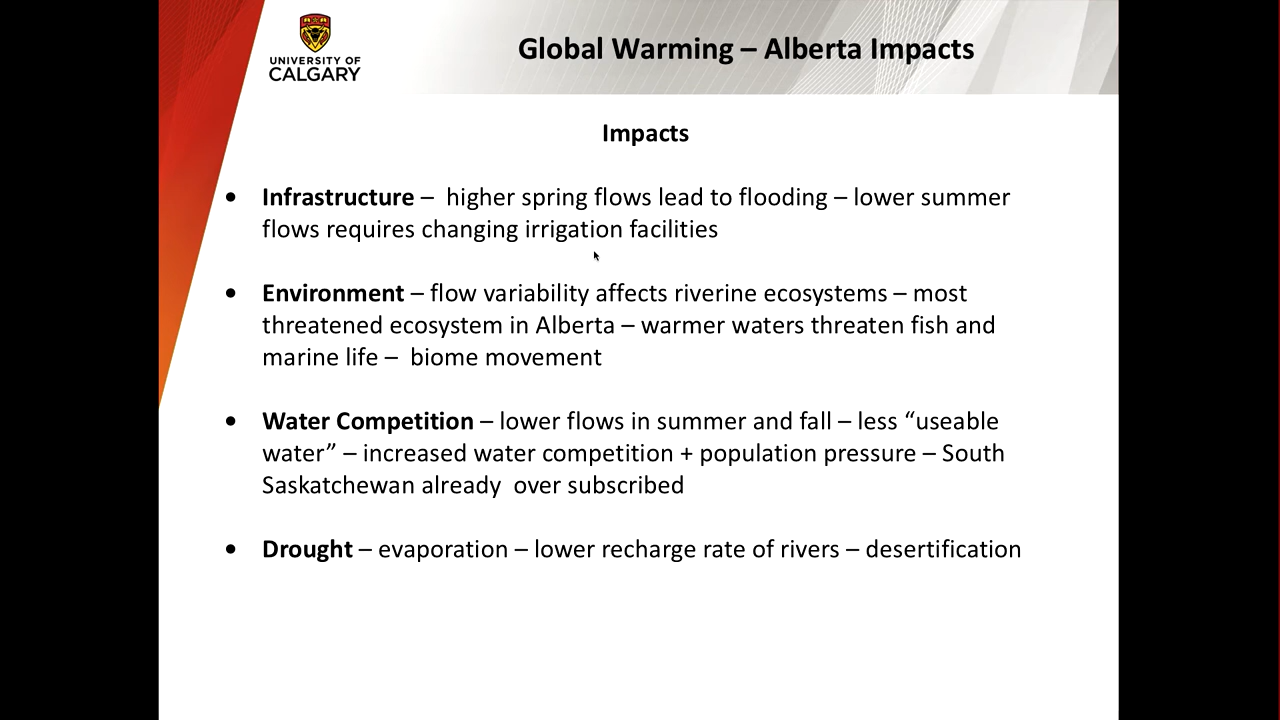 UNIVERSITY OF
CALGARY
Global Warming – Alberta Impacts
Impacts
• Infrastructure – higher spring flows lead to flooding – lower summer
flows requires changing irrigation facilities
• Environment – flow variability affects riverine ecosystems – most
threatened ecosystem in Alberta – warmer waters threaten fish and
marine life – biome movement
• Water Competition – lower flows in summer and fall – less “useable
water” – increased water competition + population pressure – South
Saskatchewan already over subscribed
• Drought – evaporation – lower recharge rate of rivers – desertification